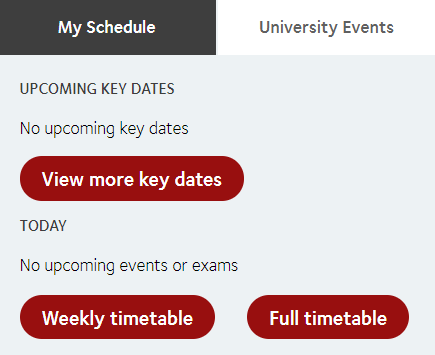 My Schedule University Events
UPCOMING KEY DATES
No upcoming key dates
View more key dates
TODAY
No upcoming events or exams
Weekly timetable Full timetable